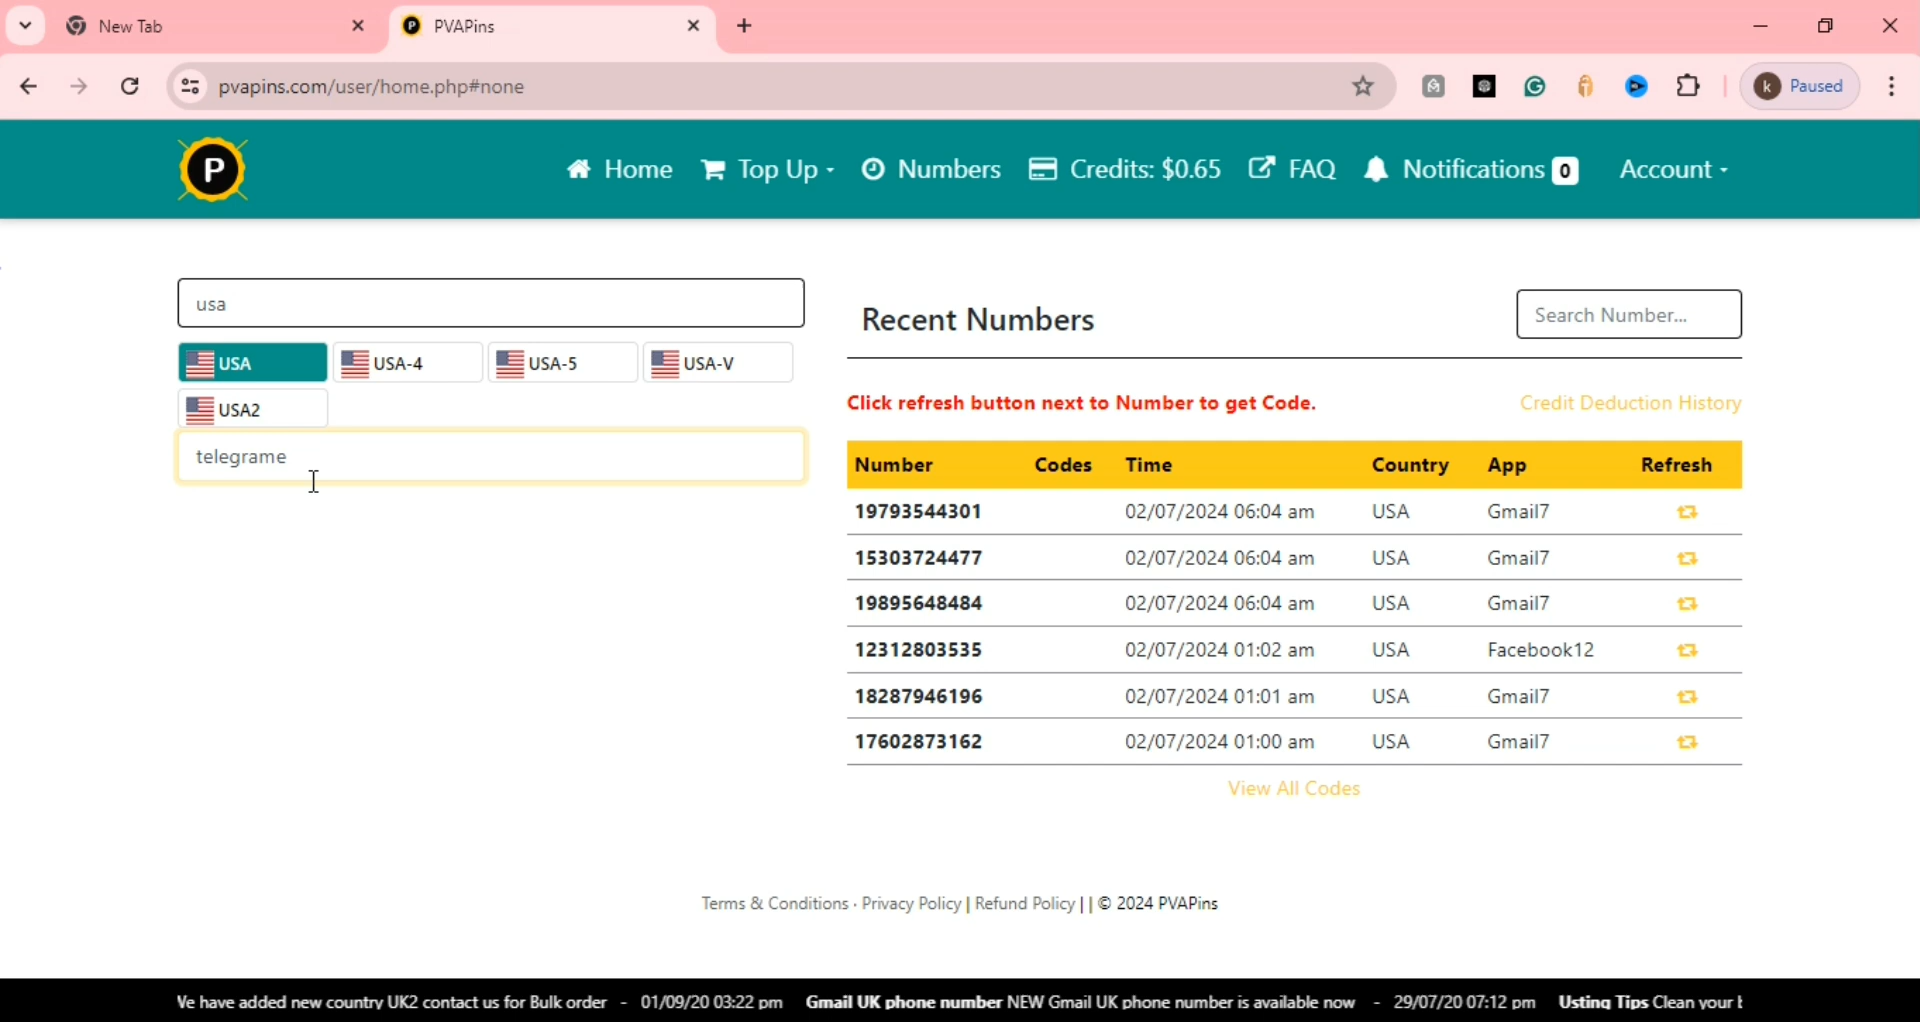 New Tab
P PVAPins
pvapins.com/user/home.php#none
k Paused
P
Home Top Up Numbers Credits: $0.65 FAQ Notifications 0 Account
usa
USA USA-4 USA-5 USA-V
USA2
telegrame
Recent Numbers
Search Number...
Click refresh button next to Number to get Code.
Credit Deduction History
Number Codes Time Country App Refresh
19793544301 02/07/2024 06:04 am USA Gmail7
15303724477 02/07/2024 06:04 am USA Gmail7
19895648484 02/07/2024 06:04 am USA Gmail7
12312803535 02/07/2024 01:02 am USA Facebook12
18287946196 02/07/2024 01:01 am USA Gmail7
17602873162 02/07/2024 01:00 am USA Gmail7
View All Codes
Terms & Conditions · Privacy Policy | Refund Policy | | © 2024 PVAPins
have added new country UK2 contact us for Bulk order - 01/09/20 03:22 pm Gmail UK phone number NEW Gmail UK phone number is available now - 29/07/20 07:12 pm Usting Tips Clean your